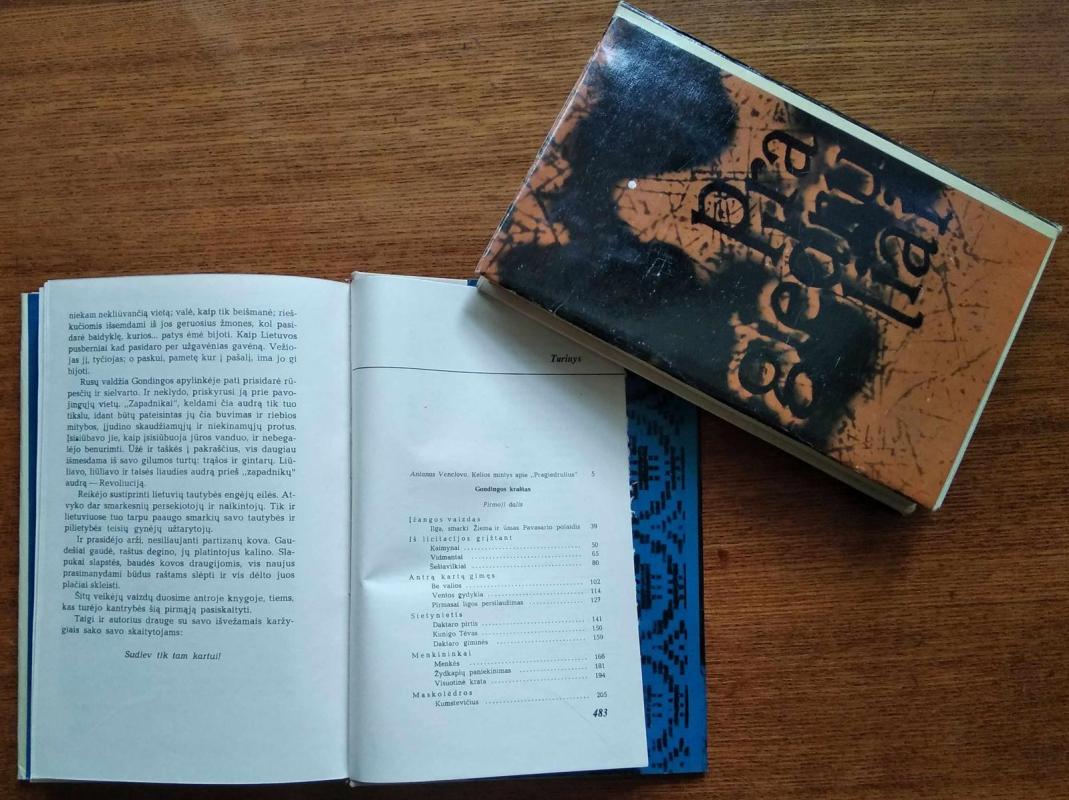 niekam nekliūvančią vietą; valė, kaip tik beišmanė; rieš-
kučiomis išsemdami iš jos geruosius žmones, kol pasi-
darė baidyklę, kurios... patys ėmė bijoti. Kaip Lietuvos
pusberniai kad pasidaro per užgavėnias gavėną. Vežio-
jas jį, tyčiojas; o paskui, pametę kur į pašalį, ima jo gi
bijoti.
Rusų valdžia Gondingos apylinkėje pati prisidarė rū-
pesčių ir sielvarto. Ir neklydo, priskyrusi ją prie pavo-
jingųjų vietų. „Zapadnikai", keldami čia audrą tik tuo
tikslu, idant būtų pateisintas jų čia buvimas ir riebios
mitybos, įjudino skaudžiamųjų ir niekinamųjų protus.
Įsisiūbavo jie, kaip įsisiūbuoja jūros vanduo, ir nebega-
lėjo benurimti. Ūžė ir taškės į pakraščius, vis daugiau
išmesdama iš savo gilumos turtų: trąšos ir gintarų. Liū-
liavo, liūliavo ir taisės liaudies audrą prieš „zapadnikų"
audrą — Revoliuciją.
Reikėjo sustiprinti lietuvių tautybės engėjų eilės. At-
vyko dar smarkesnių persekiotojų ir naikintojų. Tik ir
lietuviuose tuo tarpu paaugo smarkių savo tautybės ir
pilietybės teisių gynėjų užtarytojų.
Ir prasidėjo arži, nesiliaujanti partizanų kova. Gau-
dešiai gaudė, raštus degino, jų platintojus kalino. Sla-
pukai slapstės, baudės kovos draugijomis, vis naujus
prasimanydami būdus raštams slėpti ir vis dėlto juos
plačiai skleisti.
Šitų veikėjų vaizdų duosime antroje knygoje, tiems,
kas turėjo kantrybės šią pirmąją pasiskaityti.
Taigi ir autorius drauge su savo išvežamais karžy-
giais sako savo skaitytojams:
Sudiev tik tam kartui!
Turinys
Antanas Venclova. Kelios mintys apie „Pragiedrulius" 5
Gondingos kraštas
Pirmoji dalis
Įžangos vaizdas
Ilga, smarki Žiema ir ūmas Pavasario polaidis 39
Iš licitacijos grįžtant
Kaimynai 50
Vidmantai 65
Šešiavilkiai 80
Antrą kartą gimęs
Be valios 102
Ventos gydykla 114
Pirmasai ligos persilaužimas 127
Sietynietis
Daktaro pirtis 141
Kunigo Tėvas 150
Daktaro giminės 159
Menkininkai
Menkės 166
Žydkapių paniekinimas 181
Visuotinė krata 194
Maskolėdros
Kumstevičius 205
483
Pra
giedru
liai